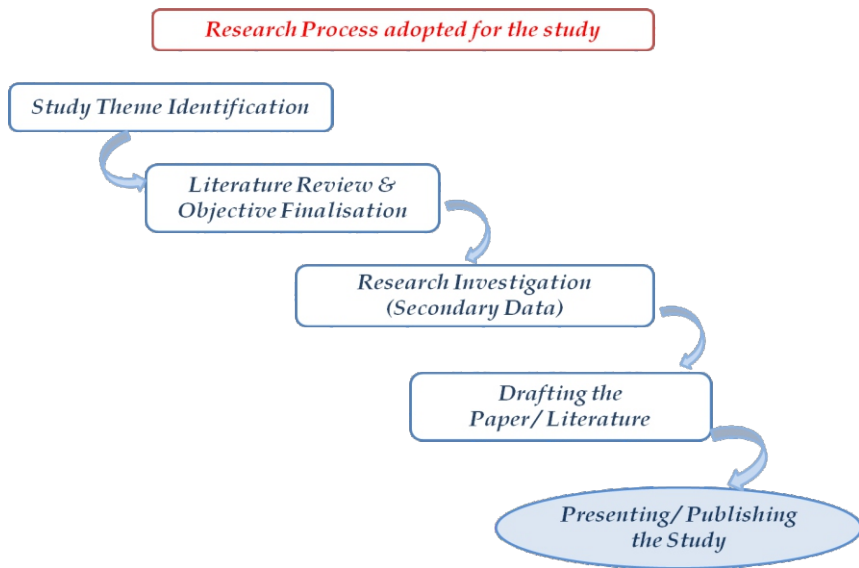 Research Process adopted for the study
Study Theme Identification
Literature Review &
Objective Finalisation
Research Investigation
(Secondary Data)
Drafting the
Paper/ Literature
Presenting/ Publishing
the Study